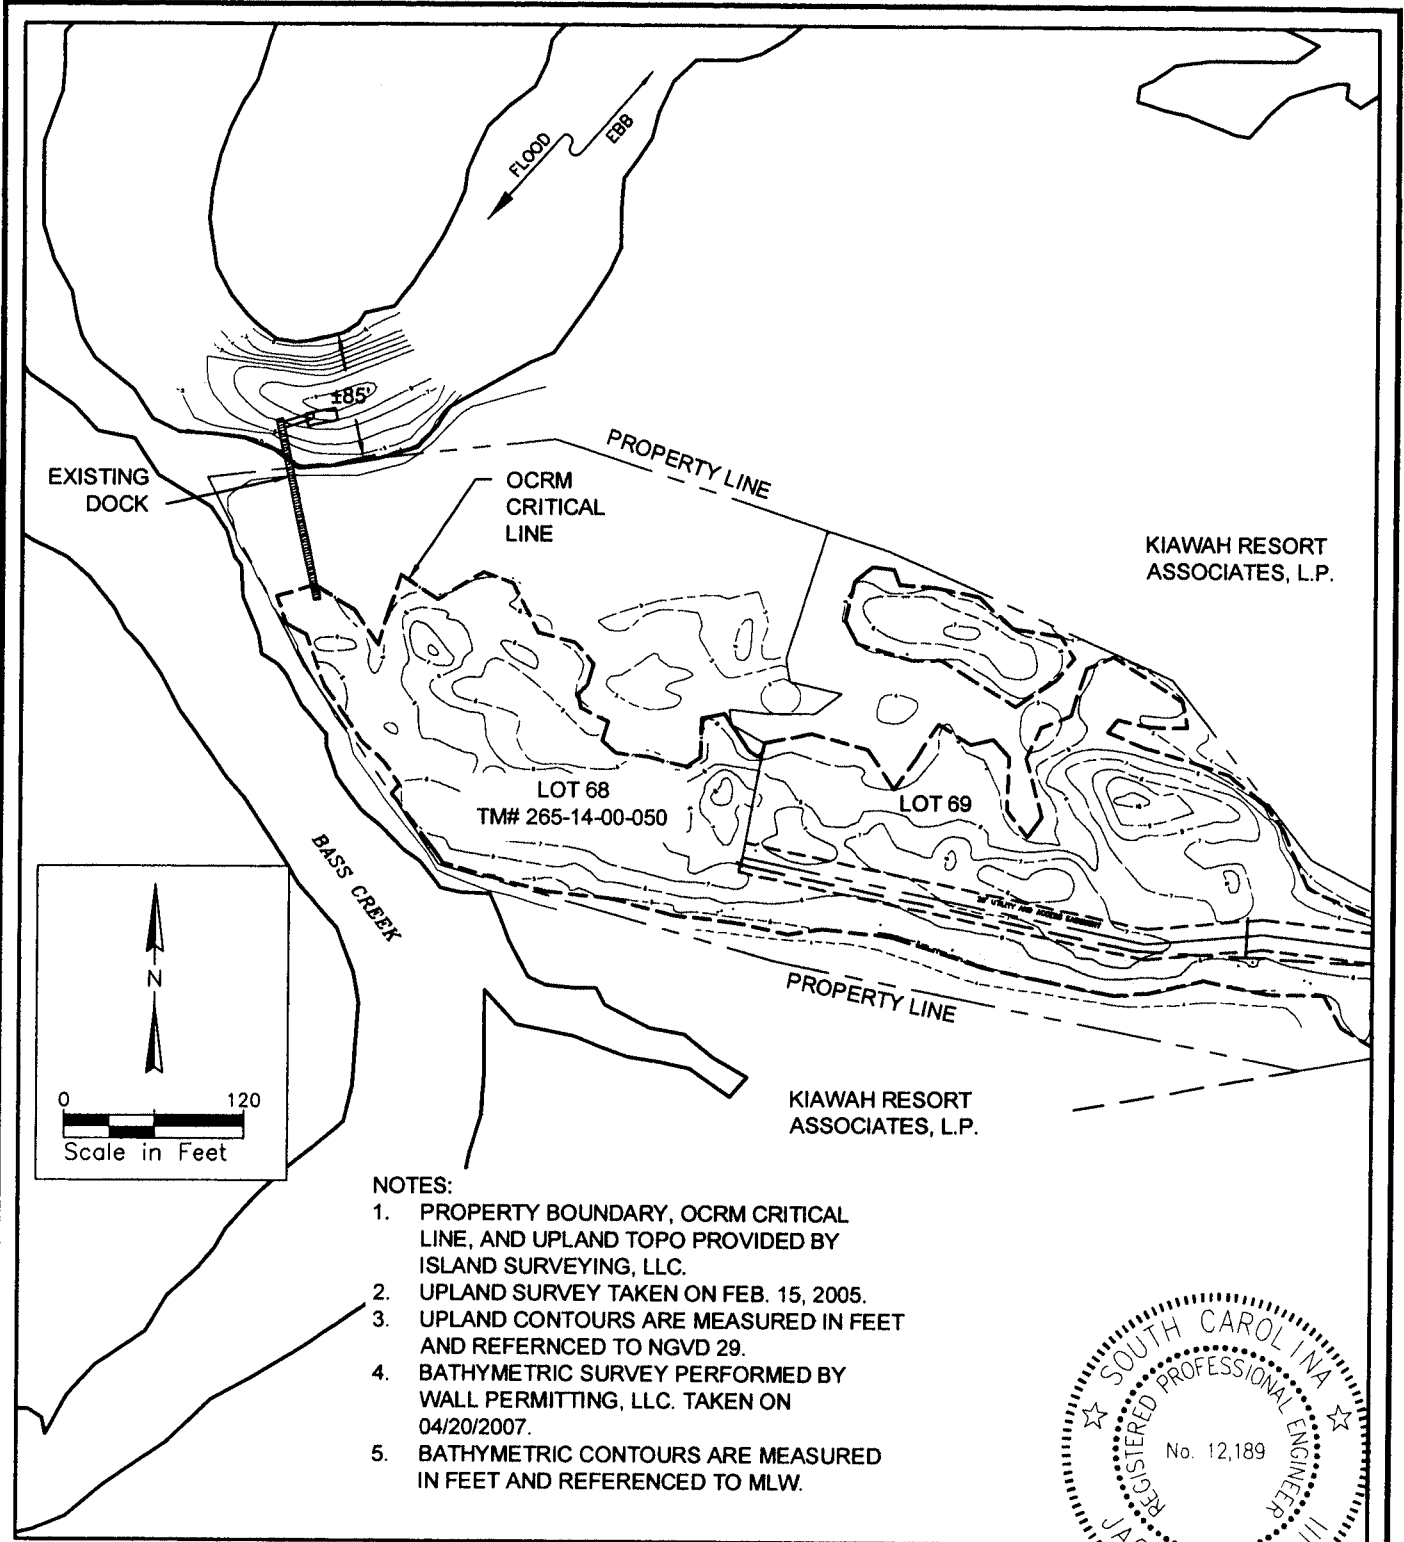 FLOOD
EBB
±85'
EXISTING
DOCK
OCRM
CRITICAL
LINE
PROPERTY LINE
KIAWAH RESORT
ASSOCIATES, L.P.
LOT 68
TM# 265-14-00-050
LOT 69
BASS CREEK
UTILITY AND ACCESS EASEMENT
PROPERTY LINE
KIAWAH RESORT
ASSOCIATES, L.P.
N
0 120
Scale in Feet
NOTES:
1. PROPERTY BOUNDARY, OCRM CRITICAL
LINE, AND UPLAND TOPO PROVIDED BY
ISLAND SURVEYING, LLC.
2. UPLAND SURVEY TAKEN ON FEB. 15, 2005.
3. UPLAND CONTOURS ARE MEASURED IN FEET
AND REFERNCED TO NGVD 29.
4. BATHYMETRIC SURVEY PERFORMED BY
WALL PERMITTING, LLC. TAKEN ON
04/20/2007.
5. BATHYMETRIC CONTOURS ARE MEASURED
IN FEET AND REFERENCED TO MLW.
SOUTH CAROLINA
REGISTERED PROFESSIONAL ENGINEER
No. 12,189